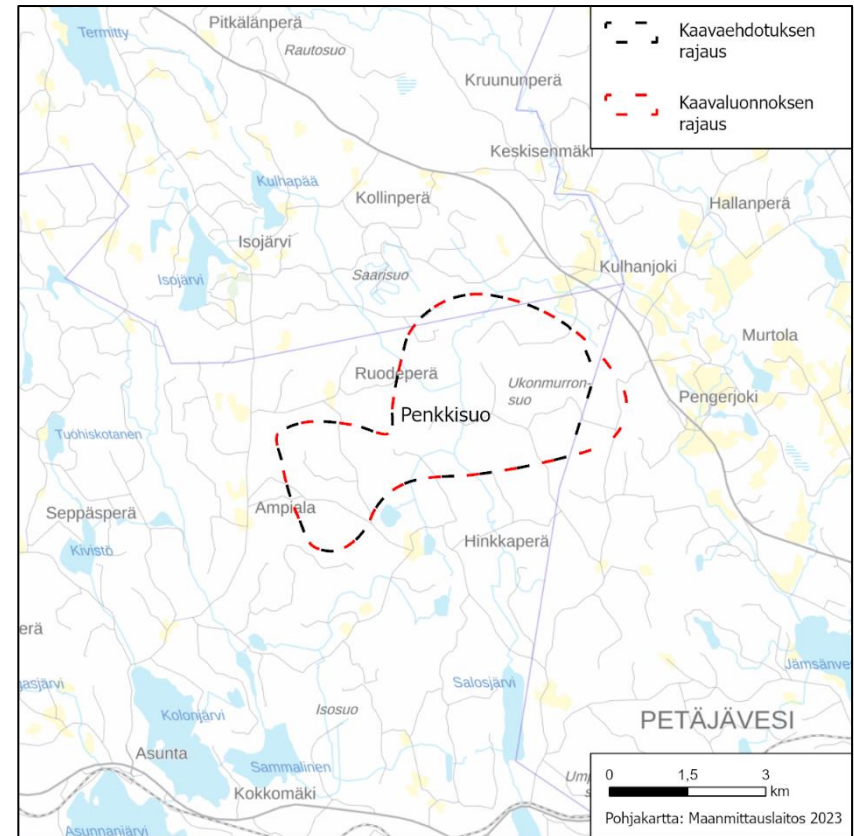 Pitkälänperä
Termitty
Rautosuo
Kaavaehdotuksen
rajaus
Kruununperä
Kaavaluonnoksen
rajaus
Keskisenmäki
Kulhapää
Kollinperä
Hallanperä
Isojärvi
Saarisuo
Kulhanjoki
Isojärvi
Murtola
Ruodeperä
Ukonmurron-
suo
Pengerjoki
Penkkisuo
Tuohiskotanen
Ampiala
Seppäsperä
Hinkkaperä
Kivistö
erä
Jämsänve
gasjärvi
Salosjärvi
Kolonjärvi
Isosuo
PETÄJÄVESI
Asunta
Sammalinen
0 1,5 3
km
Kokkomäki
Pohjakartta: Maanmittauslaitos 2023
Asunnanjärvi